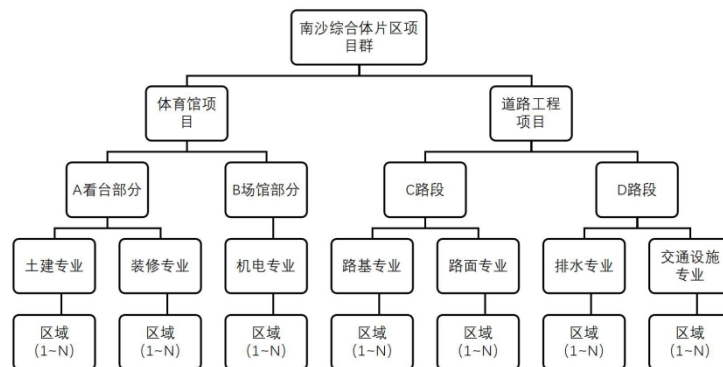 南沙综合体片区项
目群
体育馆项
目
道路工程
项目
A看台部分
B场馆部分
C路段
D路段
土建专业
装修专业
机电专业
路基专业
路面专业
排水专业
交通设施
专业
区域
(1~N)
区域
(1~N)
区域
(1~N)
区域
(1~N)
区域
(1~N)
区域
(1~N)
区域
(1~N)